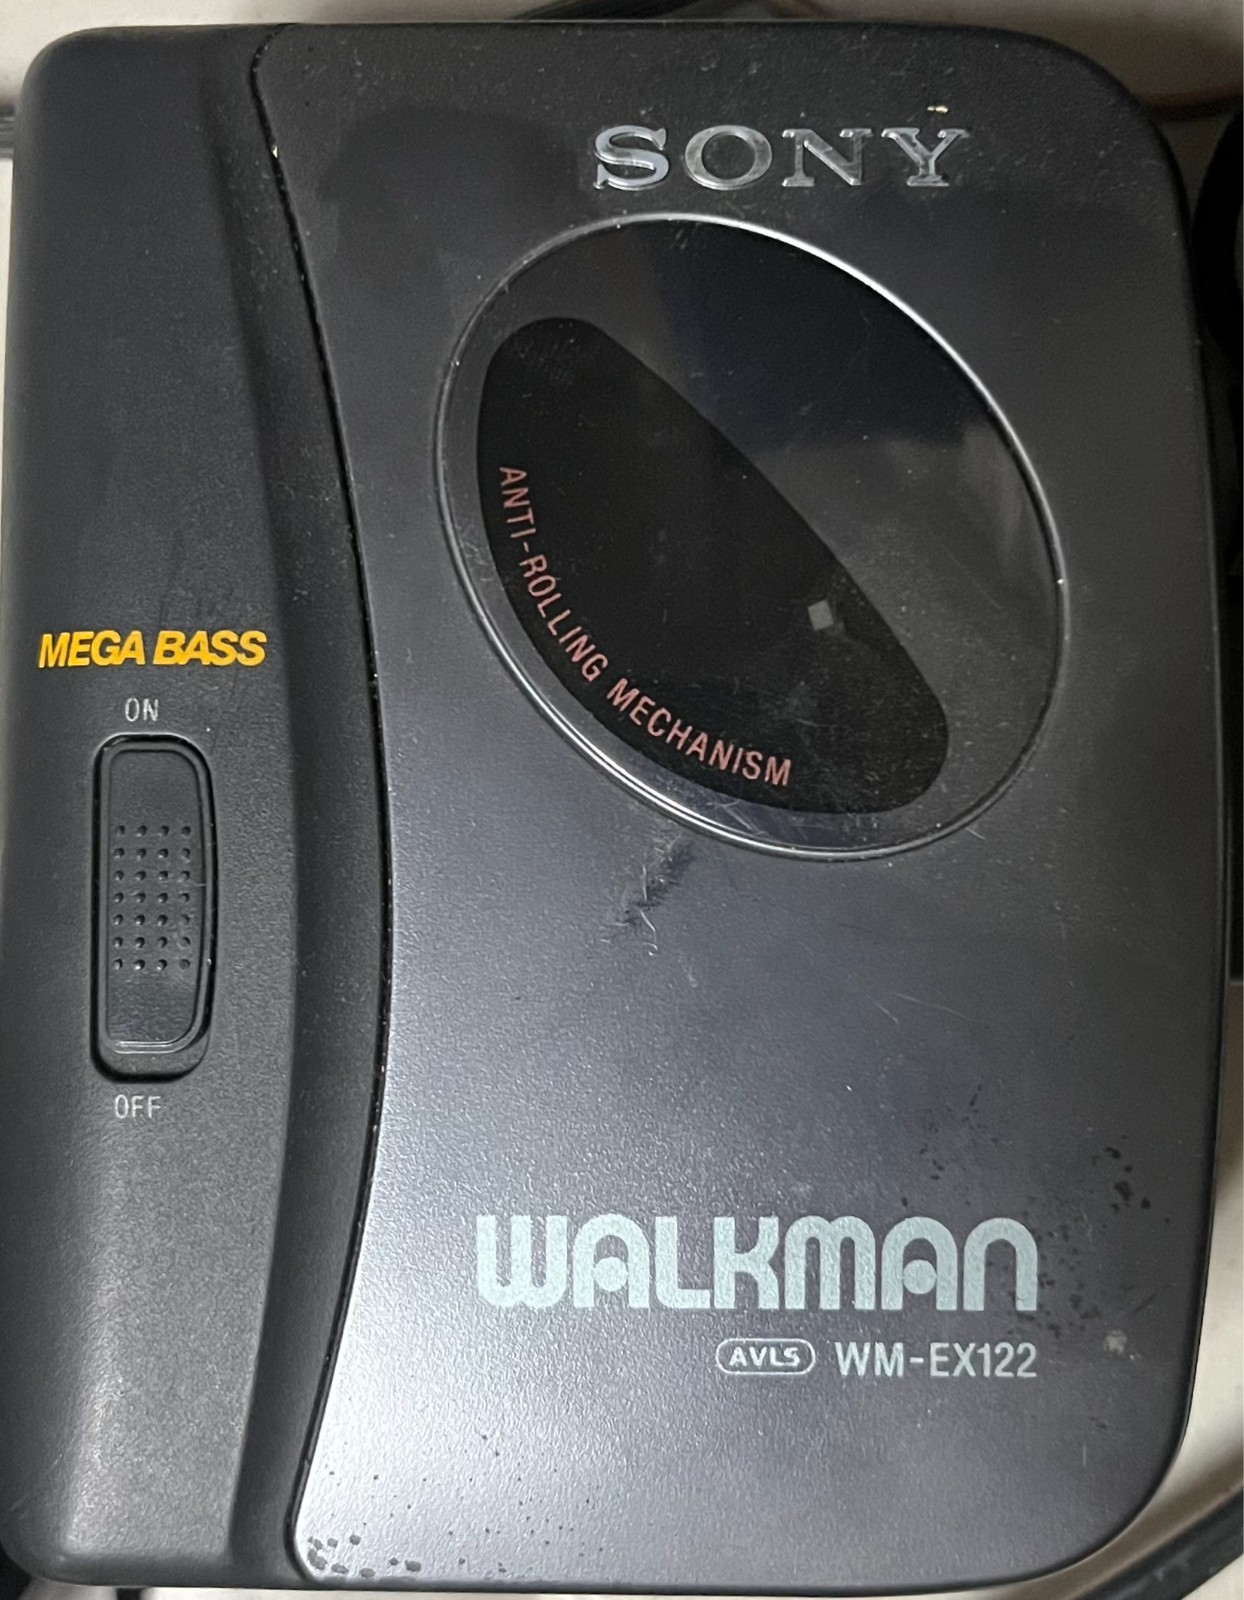 SONY
ANTI-ROLLING MECHANISM
MEGA BASS
ON
OFF
WALKMAN
AVLS WM-EX122